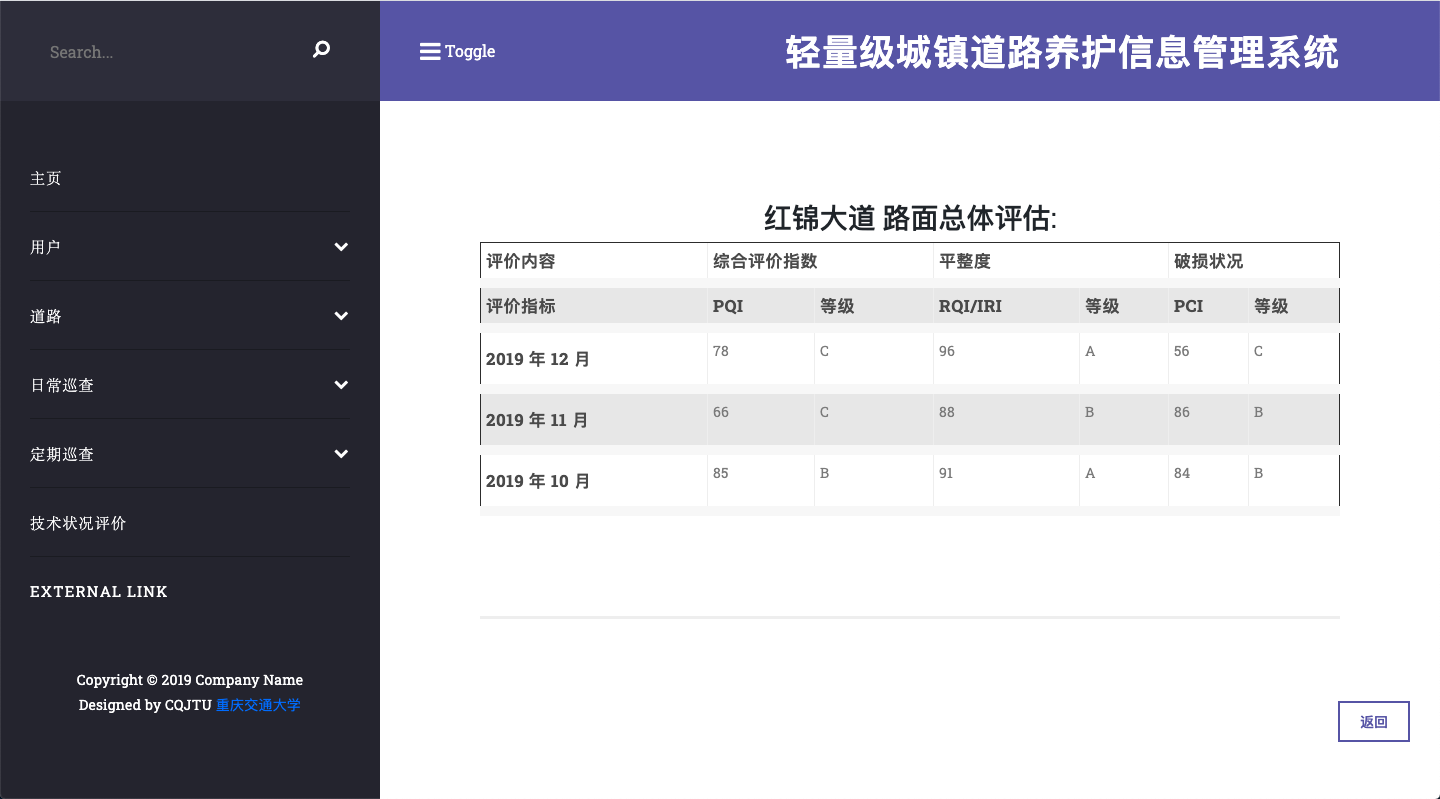 Search...
Toggle
轻量级城镇道路养护信息管理系统
主页
用户
道路
日常巡查
定期巡查
技术状况评价
EXTERNAL LINK
Copyright © 2019 Company Name
Designed by CQJTU 重庆交通大学
红锦大道 路面总体评估:
评价内容 综合评价指数 平整度 破损状况
评价指标 PQI 等级 RQI/IRI 等级 PCI 等级
2019 年 12 月 78 C 96 A 56 C
2019 年 11 月 66 C 88 B 86 B
2019 年 10 月 85 B 91 A 84 B
返回